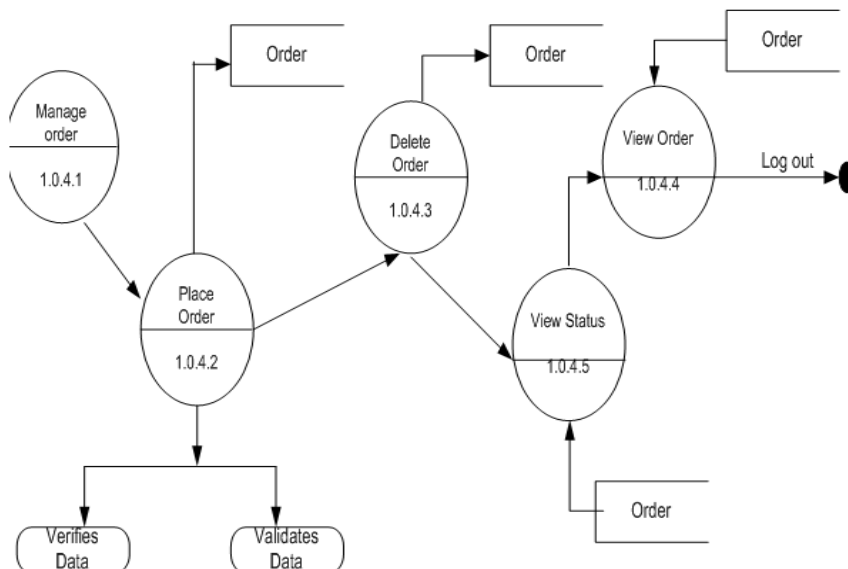 Order
Order
Order
Manage
order
1.0.4.1
Delete
Order
1.0.4.3
View Order
1.0.4.4
Log out
Place
Order
1.0.4.2
View Status
1.0.4.5
Order
Verifies
Data
Validates
Data